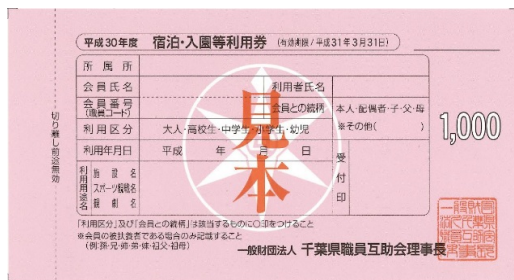 平成30年度 宿泊・入園等利用券 (有効期限/平成31年3月31日)
所属所
会員氏名 利用者氏名
会員番号 (職員コード) 会員との続柄 本人・配偶者・子・父・母 ※その他( )
利用区分 大人・高校生・中学生・小学生・幼児
利用年月日 平成 年 月 日 受付印
利用用途名 施設名
スポーツ観戦名
観劇名
見本
1,000
切り離し前途無効
「利用区分」及び「会員との続柄」は該当するものに○印をつけること
※会員の被扶養者である場合のみ記載すること
(例:孫・兄・姉・弟・妹・祖父・祖母)
一般財団法人 千葉県職員互助会理事長